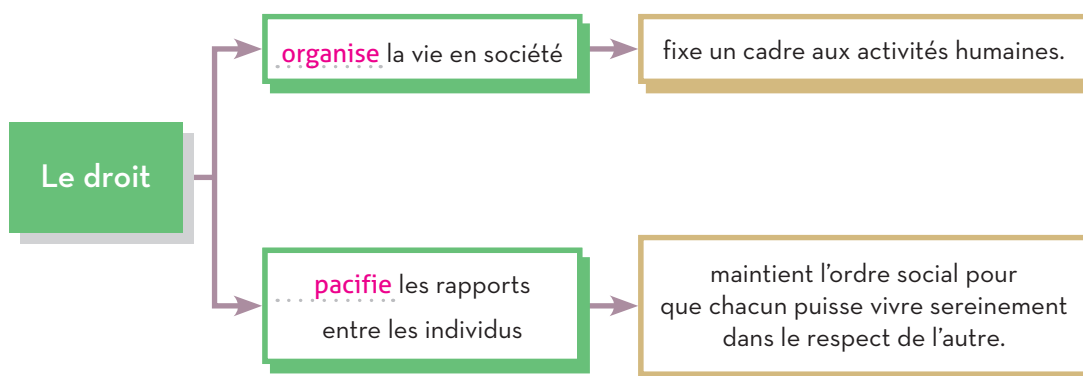 Le droit
organise la vie en société
fixe un cadre aux activités humaines.
pacifie les rapports
entre les individus
maintient l’ordre social pour
que chacun puisse vivre sereinement
dans le respect de l’autre.